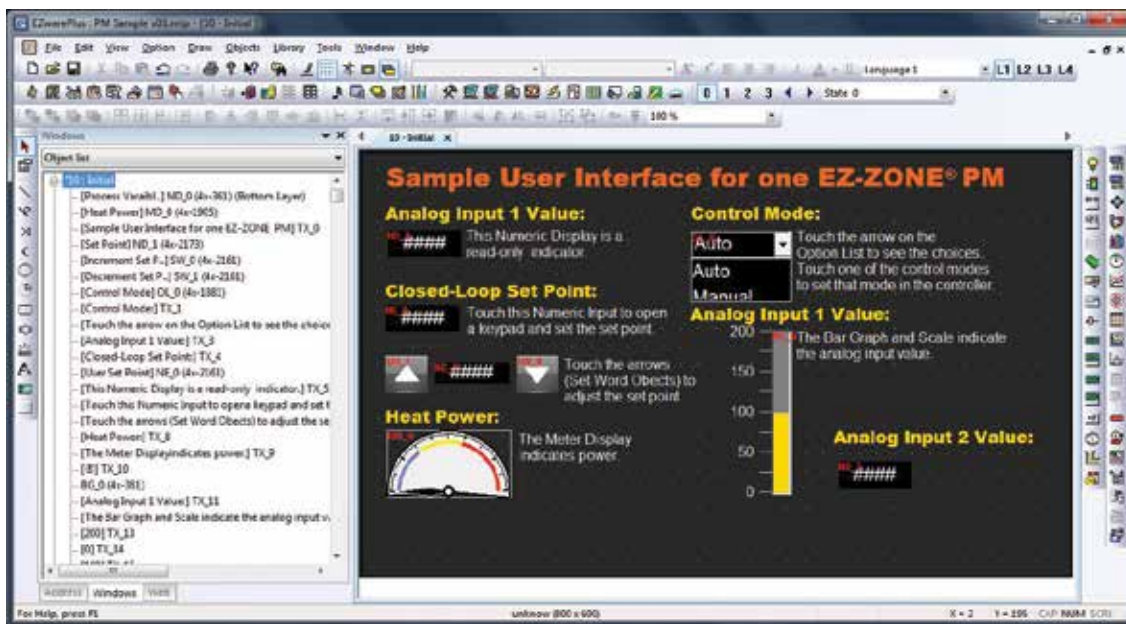 EZwarePlus : PM Sample v01.mtp - [10 - Initial]
File Edit View Option Draw Objects Library Tools Window Help
Language 1
L1 L2 L3 L4
0 1 2 3
State 0
100 %
Windows
10 - Initial
Object list
*10 : Initial
(4x-361) (Bottom Layer)
[Heat Power] MD_0 (4x-1905)
[Sample User Interface for one EZ-ZONE PM] TX_0
[Set Point] ND_1 (4x-2173)
[Increment Set P..] SW_0 (4x-2161)
[Decrement Set P..] SW_1 (4x-2161)
[Control Mode] OL_0 (4x-1881)
[Control Mode:] TX_1
[Touch the arrow on the Option List to see the choice
[Analog Input 1 Value:] TX_3
[Closed-Loop Set Point:] TX_4
[User Set Point] NE_0 (4x-2161)
[This Numeric Display is a read-only indicator.] TX_5
[Touch this Numeric Input to open a keypad and set t
[Touch the arrows (Set Word Obects) to adjust the se
[Heat Power:] TX_8
[The Meter Displayindicates power.] TX_9
TX_10
BG_0 (4x-361)
[Analog Input 1 Value:] TX_11
[The Bar Graph and Scale indicate the analog input v
[200] TX_13
[0] TX_14
Address Windows
Sample User Interface for one EZ-ZONE® PM
Analog Input 1 Value:
####
This Numeric Display is a
read-only indicator.
Closed-Loop Set Point:
####
Touch this Numeric Input to open
a keypad and set the set point.
####
Touch the arrows
(Set Word Obects) to
adjust the set point
Heat Power:
The Meter Display
indicates power.
Control Mode:
Auto
Auto
Manual
Touch the arrow on the
Option List to see the choices.
Touch one of the control modes
to set that mode in the controller.
Analog Input 1 Value:
200
150
100
50
0
The Bar Graph and Scale indicate
the analog input value.
Analog Input 2 Value:
####
For Help, press F1
unknow (800 x 600)
X = 2 Y = 195 CAP NUM SCRL